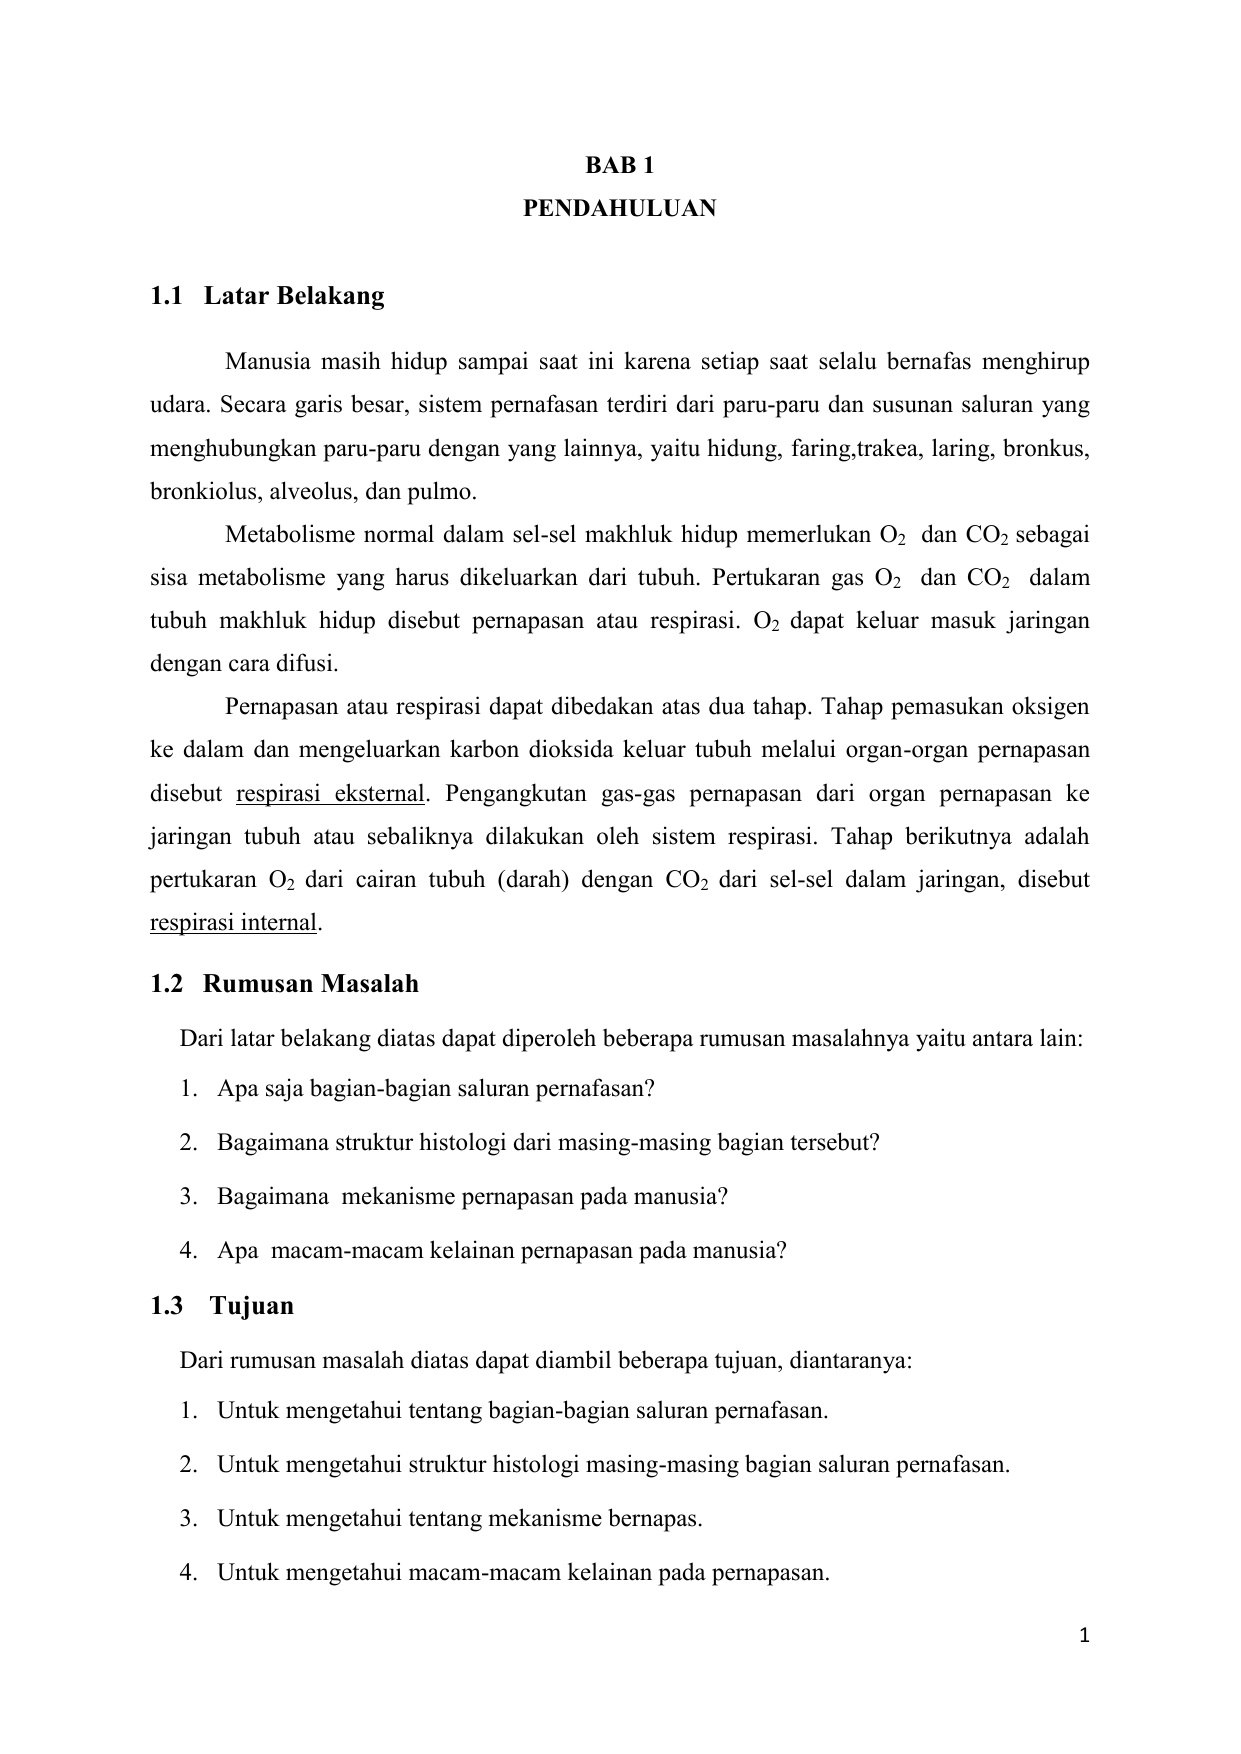 BAB 1
PENDAHULUAN
1.1 Latar Belakang
Manusia masih hidup sampai saat ini karena setiap saat selalu bernafas menghirup
udara. Secara garis besar, sistem pernafasan terdiri dari paru-paru dan susunan saluran yang
menghubungkan paru-paru dengan yang lainnya, yaitu hidung, faring,trakea, laring, bronkus,
bronkiolus, alveolus, dan pulmo.
Metabolisme normal dalam sel-sel makhluk hidup memerlukan O₂ dan CO₂ sebagai
sisa metabolisme yang harus dikeluarkan dari tubuh. Pertukaran gas O₂ dan CO₂ dalam
tubuh makhluk hidup disebut pernapasan atau respirasi. O₂ dapat keluar masuk jaringan
dengan cara difusi.
Pernapasan atau respirasi dapat dibedakan atas dua tahap. Tahap pemasukan oksigen
ke dalam dan mengeluarkan karbon dioksida keluar tubuh melalui organ-organ pernapasan
disebut respirasi eksternal. Pengangkutan gas-gas pernapasan dari organ pernapasan ke
jaringan tubuh atau sebaliknya dilakukan oleh sistem respirasi. Tahap berikutnya adalah
pertukaran O₂ dari cairan tubuh (darah) dengan CO₂ dari sel-sel dalam jaringan, disebut
respirasi internal.
1.2 Rumusan Masalah
Dari latar belakang diatas dapat diperoleh beberapa rumusan masalahnya yaitu antara lain:
1. Apa saja bagian-bagian saluran pernafasan?
2. Bagaimana struktur histologi dari masing-masing bagian tersebut?
3. Bagaimana mekanisme pernapasan pada manusia?
4. Apa macam-macam kelainan pernapasan pada manusia?
1.3 Tujuan
Dari rumusan masalah diatas dapat diambil beberapa tujuan, diantaranya:
1. Untuk mengetahui tentang bagian-bagian saluran pernafasan.
2. Untuk mengetahui struktur histologi masing-masing bagian saluran pernafasan.
3. Untuk mengetahui tentang mekanisme bernapas.
4. Untuk mengetahui macam-macam kelainan pada pernapasan.
1